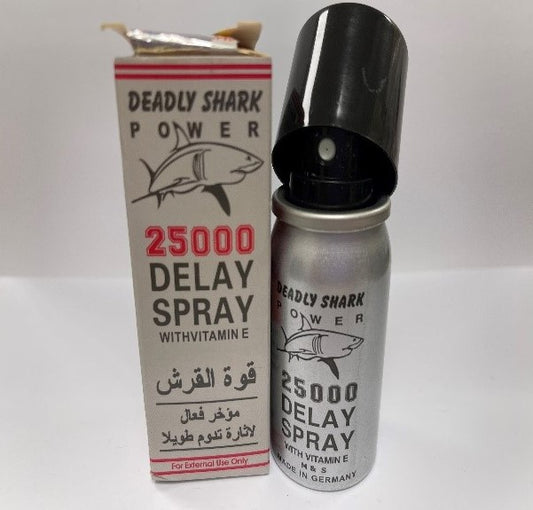 DEADLY SHARK
POWER
25000
DELAY
SPRAY
WITHVITAMIN E
قوة القرش
مؤخر فعال
لاثارة تدوم طويلا
For External Use Only
DEADLY SHARK
POWER
25000
DELAY
SPRAY
WITH VITAMIN E
M & S
MADE IN GERMANY